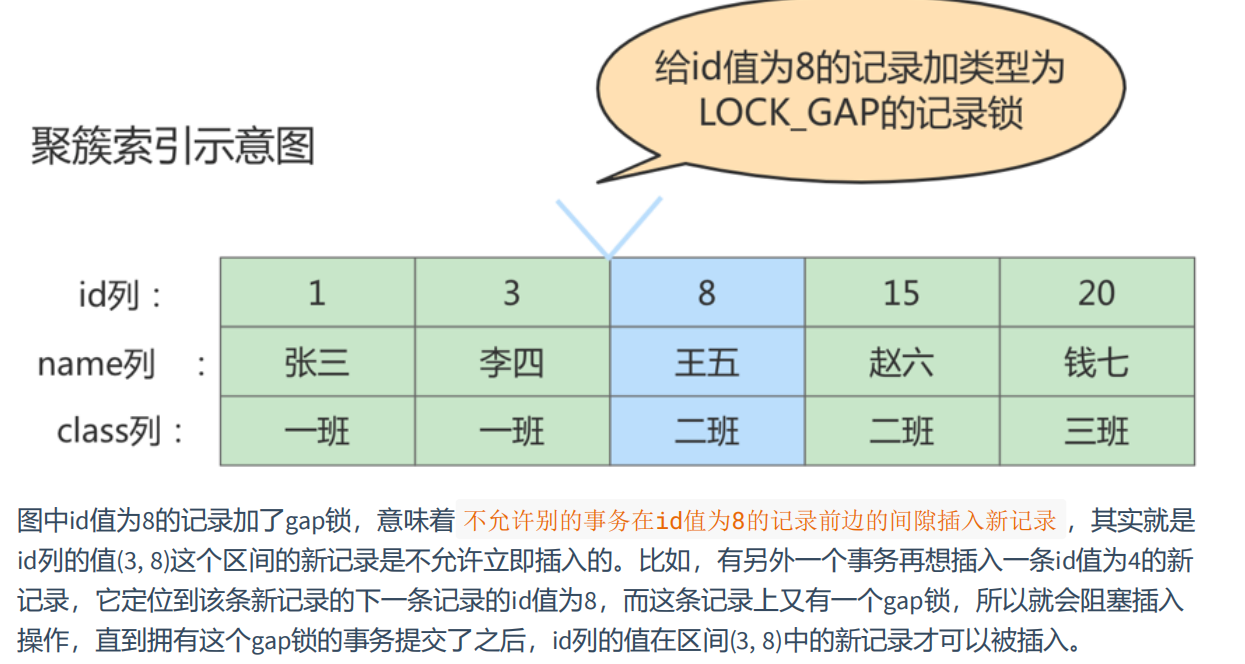 给id值为8的记录加类型为
LOCK_GAP的记录锁
聚簇索引示意图
id列： 1 3 8 15 20
name列 ： 张三 李四 王五 赵六 钱七
class列： 一班 一班 二班 二班 三班
图中id值为8的记录加了gap锁，意味着 不允许别的事务在id值为8的记录前边的间隙插入新记录 ，其实就是
id列的值(3, 8)这个区间的新记录是不允许立即插入的。比如，有另外一个事务再想插入一条id值为4的新
记录，它定位到该条新记录的下一条记录的id值为8，而这条记录上又有一个gap锁，所以就会阻塞插入
操作，直到拥有这个gap锁的事务提交了之后，id列的值在区间(3, 8)中的新记录才可以被插入。